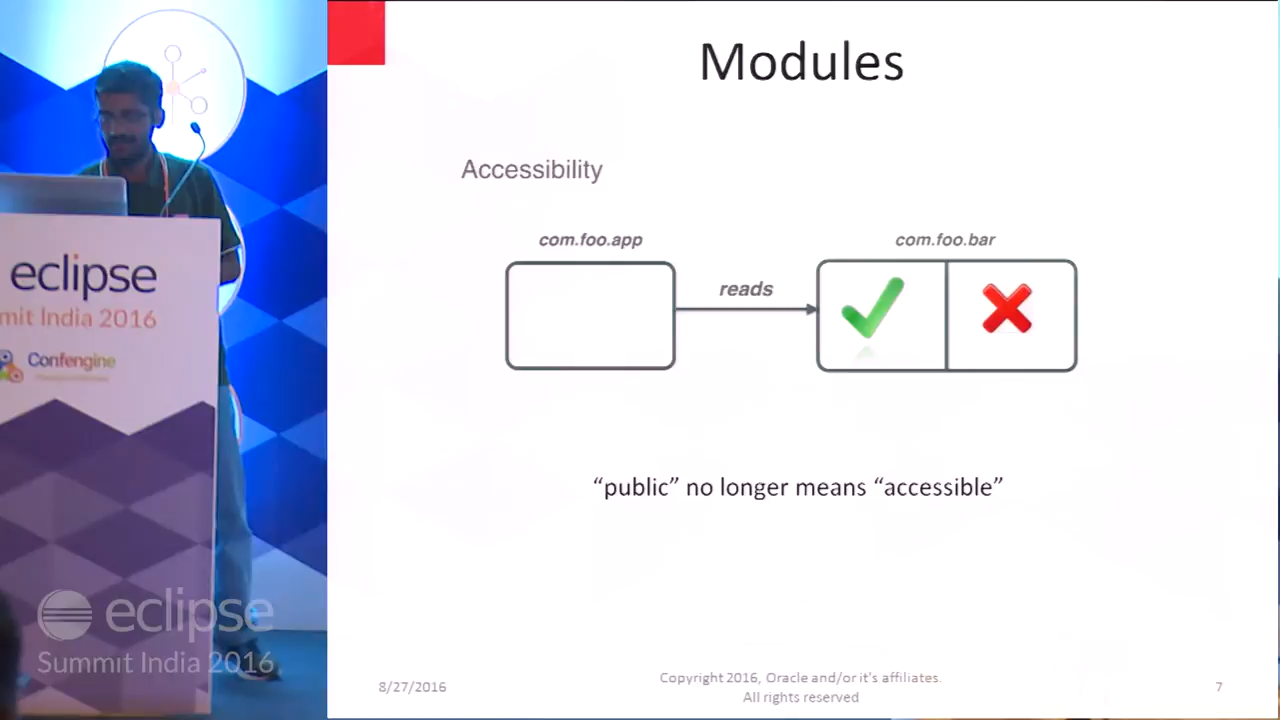 Modules
Accessibility
com.foo.app
com.foo.bar
reads
“public” no longer means “accessible”
8/27/2016
Copyright 2016, Oracle and/or it's affiliates.
All rights reserved
7
eclipse
mit India 2016
Confengine
eclipse
Summit India 2016